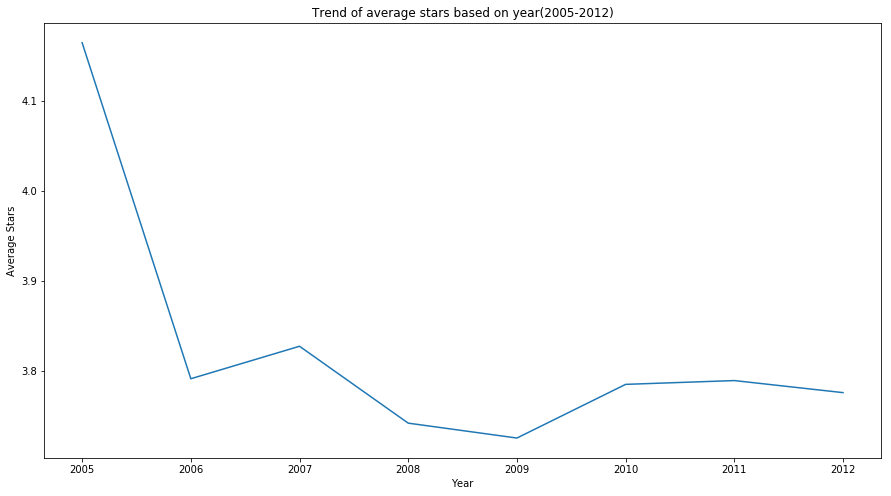 Trend of average stars based on year(2005-2012)
4.1
4.0
3.9
3.8
Average Stars
2005 2006 2007 2008 2009 2010 2011 2012
Year